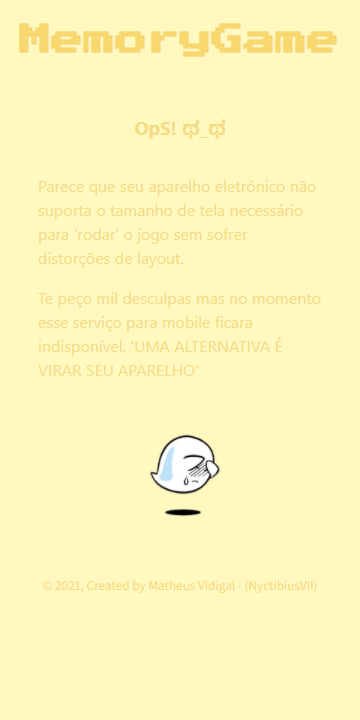 MemoryGame
OpS! ಥ_ಥ
Parece que seu aparelho eletrônico não
suporta o tamanho de tela necessário
para 'rodar' o jogo sem sofrer
distorções de layout.
Te peço mil desculpas mas no momento
esse serviço para mobile ficara
indisponível. 'UMA ALTERNATIVA É
VIRAR SEU APARELHO'
© 2021, Created by Matheus Vidigal - (NyctibiusVII)